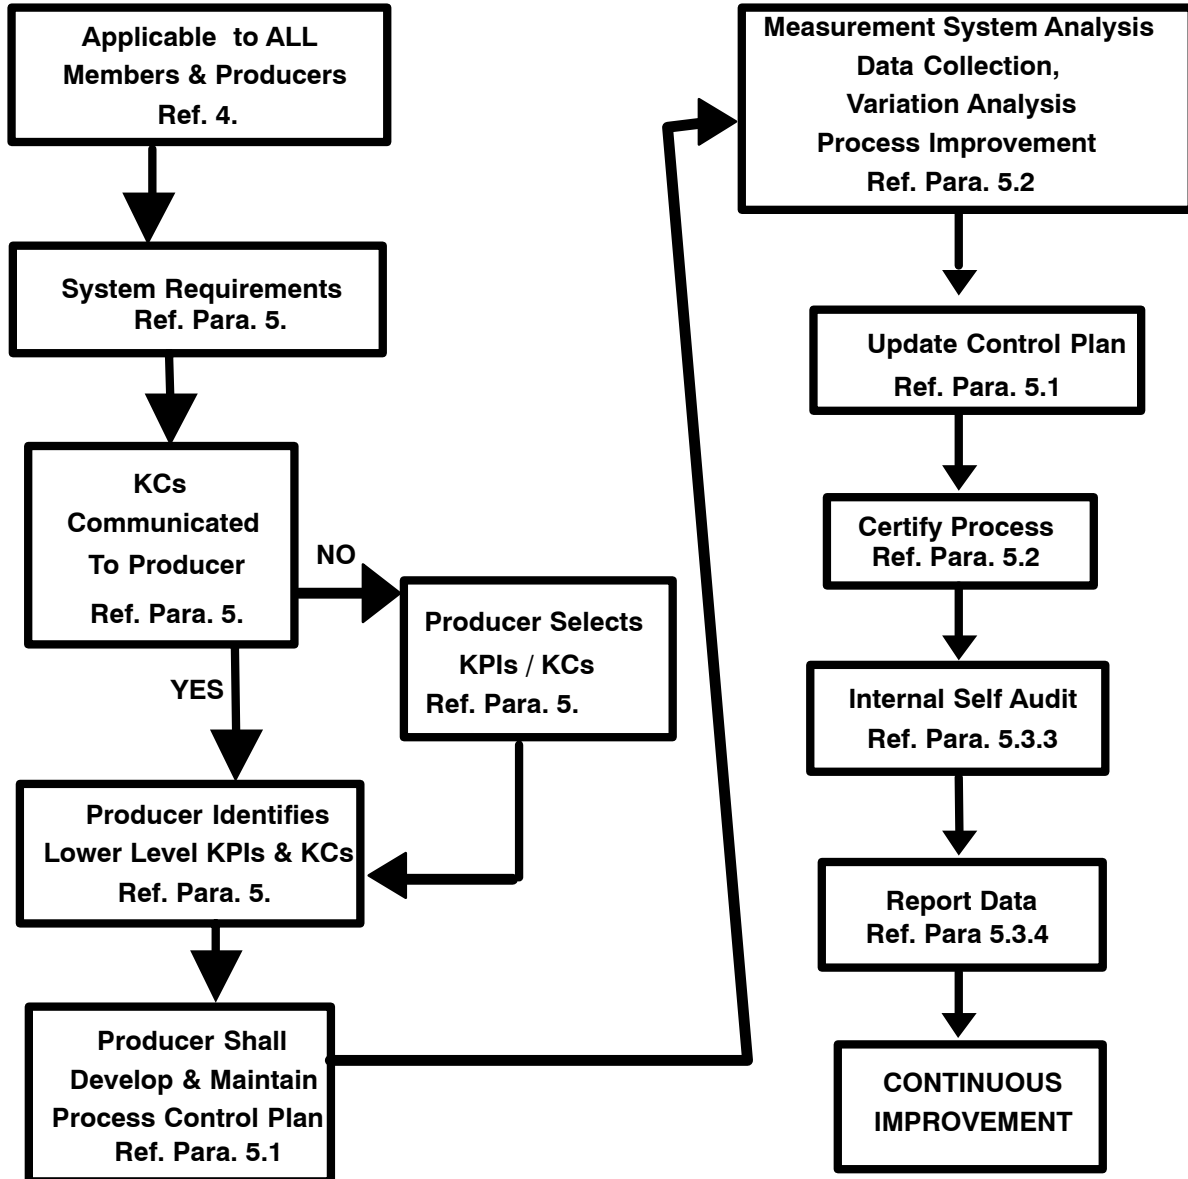 Applicable to ALL
Members & Producers
Ref. 4.
System Requirements
Ref. Para. 5.
KCs
Communicated
To Producer
Ref. Para. 5.
NO
YES
Producer Selects
KPIs / KCs
Ref. Para. 5.
Producer Identifies
Lower Level KPIs & KCs
Ref. Para. 5.
Producer Shall
Develop & Maintain
Process Control Plan
Ref. Para. 5.1
Measurement System Analysis
Data Collection,
Variation Analysis
Process Improvement
Ref. Para. 5.2
Update Control Plan
Ref. Para. 5.1
Certify Process
Ref. Para. 5.2
Internal Self Audit
Ref. Para. 5.3.3
Report Data
Ref. Para 5.3.4
CONTINUOUS
IMPROVEMENT